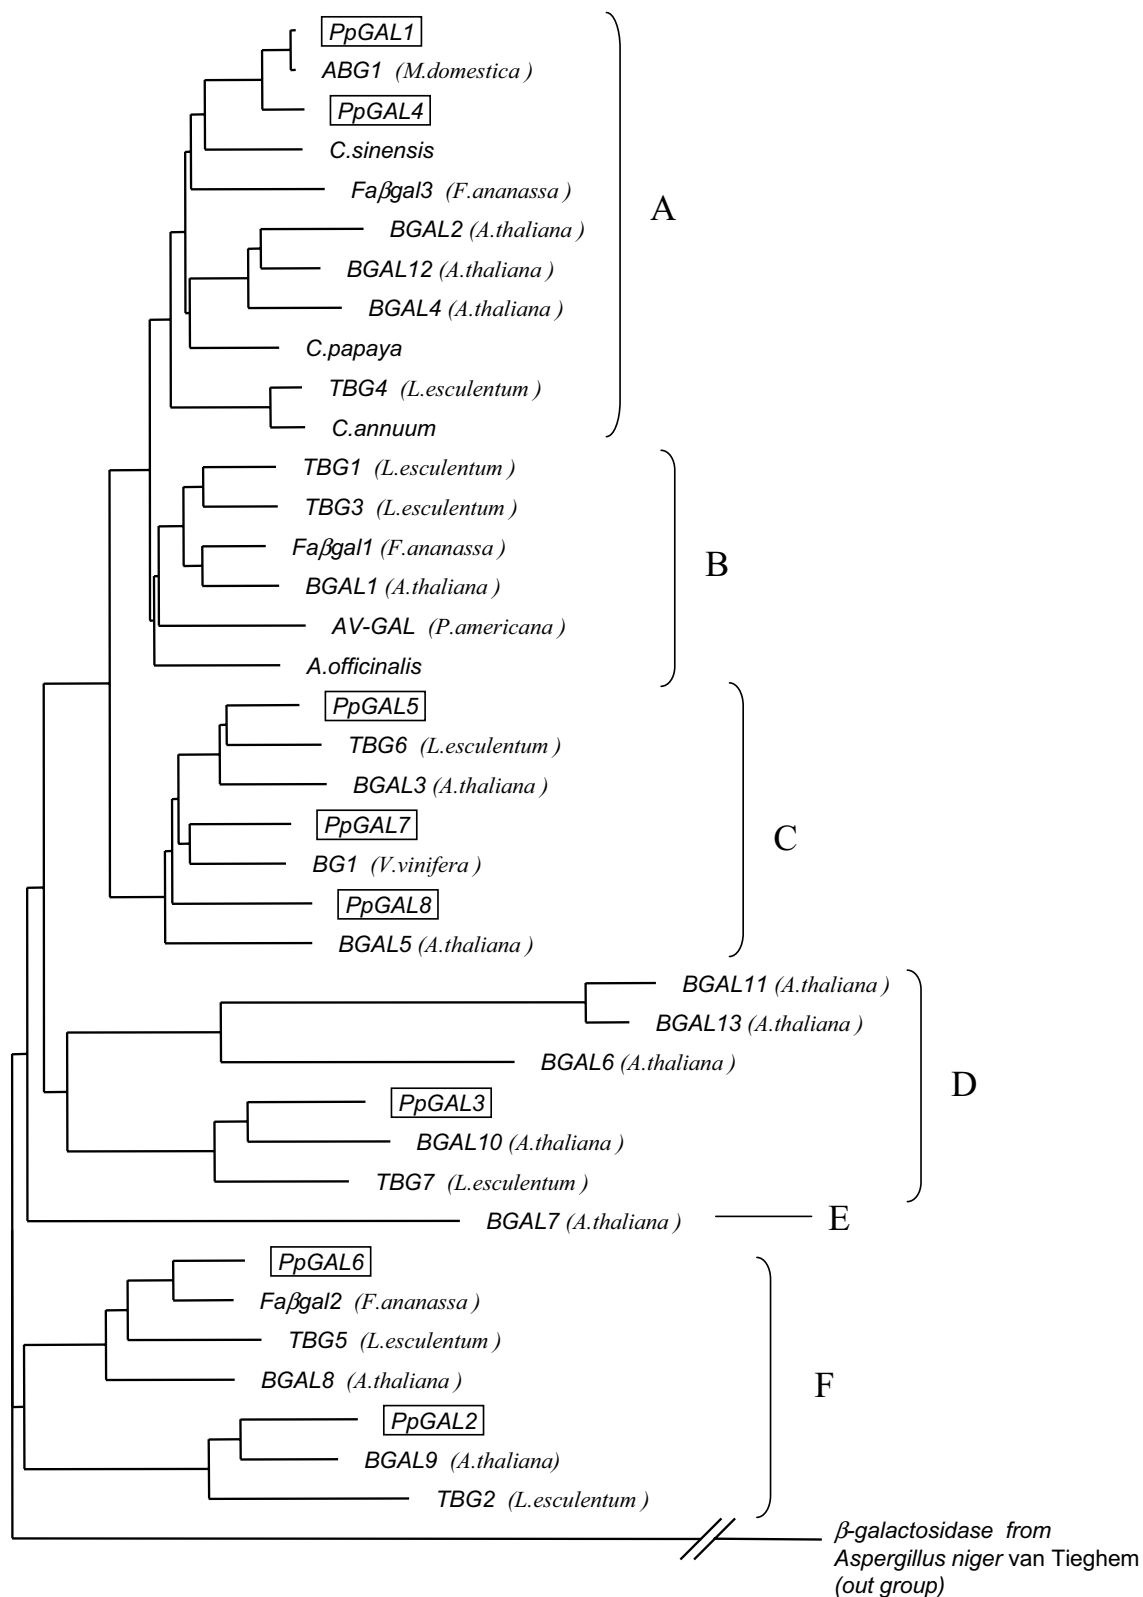 PpGAL1
ABG1 (M.domestica )
PpGAL4
C.sinensis
Faβgal3 (F.ananassa )
A
BGAL2 (A.thaliana )
BGAL12 (A.thaliana )
BGAL4 (A.thaliana )
C.papaya
TBG4 (L.esculentum )
C.annuum
TBG1 (L.esculentum )
TBG3 (L.esculentum )
Faβgal1 (F.ananassa )
B
BGAL1 (A.thaliana )
AV-GAL (P.americana )
A.officinalis
PpGAL5
TBG6 (L.esculentum )
BGAL3 (A.thaliana )
PpGAL7
C
BG1 (V.vinifera )
PpGAL8
BGAL5 (A.thaliana )
BGAL11 (A.thaliana )
BGAL13 (A.thaliana )
BGAL6 (A.thaliana )
D
PpGAL3
BGAL10 (A.thaliana )
TBG7 (L.esculentum )
BGAL7 (A.thaliana ) E
PpGAL6
Faβgal2 (F.ananassa )
TBG5 (L.esculentum )
BGAL8 (A.thaliana )
F
PpGAL2
BGAL9 (A.thaliana)
TBG2 (L.esculentum )
β-galactosidase from
Aspergillus niger van Tieghem
(out group)